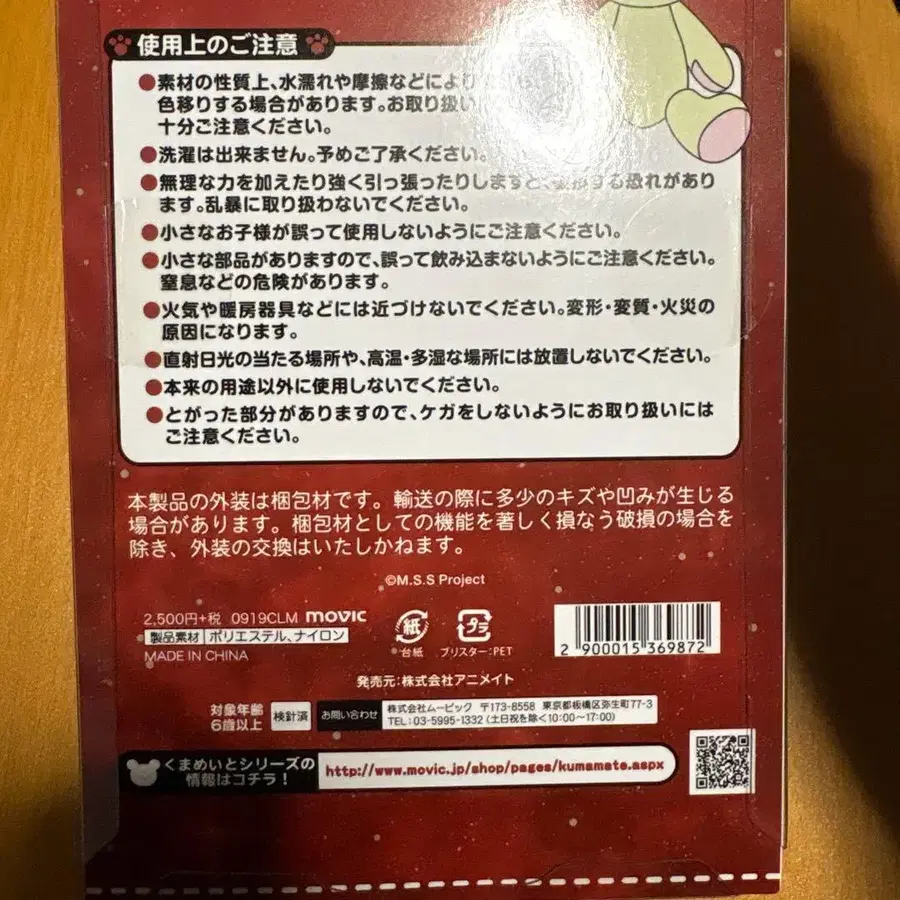 使用上のご注意
●素材の性質上、水濡れや摩擦などにより
色移りする場合があります。お取り扱い
十分ご注意ください。
●洗濯は出来ません。予めご了承ください。
●無理な力を加えたり強く引っ張ったりしますと、変形する恐れがあり
ます。乱暴に取り扱わないでください。
●小さなお子様が誤って使用しないようにご注意ください。
●小さな部品がありますので、誤って飲み込まないようにご注意ください。
窒息などの危険があります。
●火気や暖房器具などには近づけないでください。変形・変質・火災の
原因になります。
●直射日光の当たる場所や、高温・多湿な場所には放置しないでください。
●本来の用途以外に使用しないでください。
●とがった部分がありますので、ケガをしないようにお取り扱いには
ご注意ください。
本製品の外装は梱包材です。輸送の際に多少のキズや凹みが生じる
場合があります。梱包材としての機能を著しく損なう破損の場合を
除き、外装の交換はいたしかねます。
©M.S.S Project
2,500円+税 0919CLM movic
製品素材 ポリエステル、ナイロン
MADE IN CHINA
紙
台紙
プラ
ブリスター:PET
2 900015 369872
発売元:株式会社アニメイト
対象年齢
6歳以上
検針済
お問い合わせ
株式会社ムービック 〒173-8558 東京都板橋区弥生町77-3
TEL:03-5995-1332 (土日祝を除く10:00~17:00)
くまめいとシリーズの
情報はコチラ!
http://www.movic.jp/shop/pages/kumamate.aspx